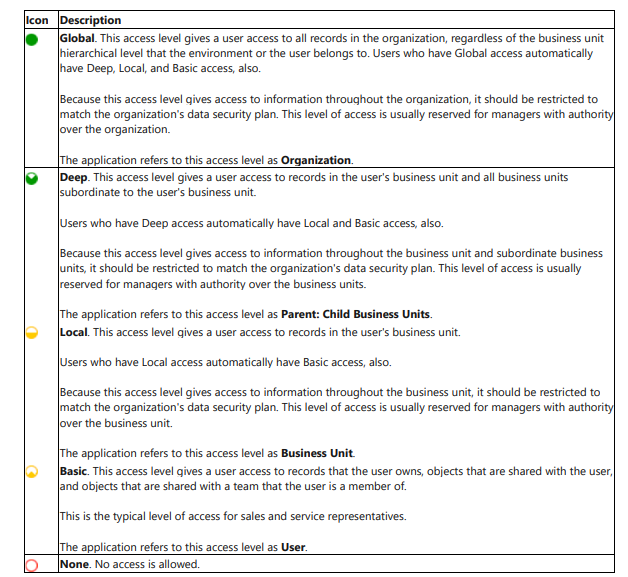 Icon Description
Global. This access level gives a user access to all records in the organization, regardless of the business unit
hierarchical level that the environment or the user belongs to. Users who have Global access automatically
have Deep, Local, and Basic access, also.
Because this access level gives access to information throughout the organization, it should be restricted to
match the organization's data security plan. This level of access is usually reserved for managers with authority
over the organization.
The application refers to this access level as Organization.
Deep. This access level gives a user access to records in the user's business unit and all business units
subordinate to the user's business unit.
Users who have Deep access automatically have Local and Basic access, also.
Because this access level gives access to information throughout the business unit and subordinate business
units, it should be restricted to match the organization's data security plan. This level of access is usually
reserved for managers with authority over the business units.
The application refers to this access level as Parent: Child Business Units.
Local. This access level gives a user access to records in the user's business unit.
Users who have Local access automatically have Basic access, also.
Because this access level gives access to information throughout the business unit, it should be restricted to
match the organization's data security plan. This level of access is usually reserved for managers with authority
over the business unit.
The application refers to this access level as Business Unit.
Basic. This access level gives a user access to records that the user owns, objects that are shared with the user,
and objects that are shared with a team that the user is a member of.
This is the typical level of access for sales and service representatives.
The application refers to this access level as User.
None. No access is allowed.